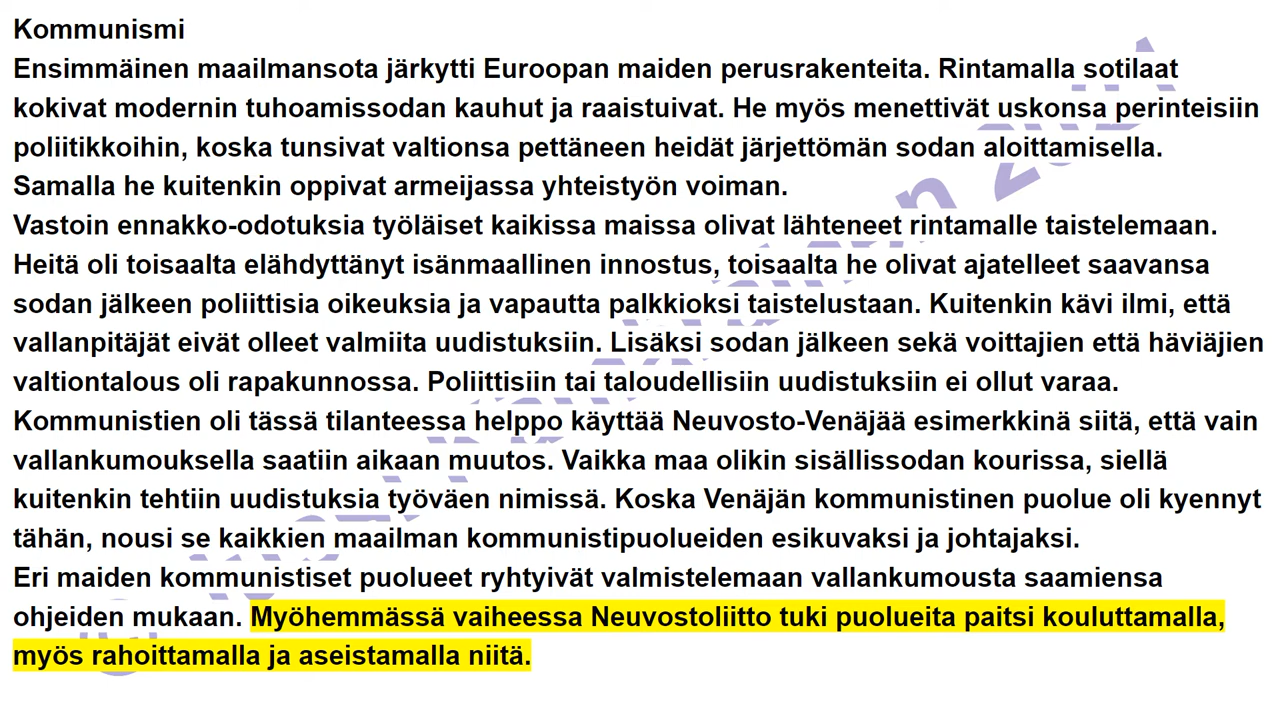 Kommunismi
Ensimmäinen maailmansota järkytti Euroopan maiden perusrakenteita. Rintamalla sotilaat
kokivat modernin tuhoamissodan kauhut ja raaistuivat. He myös menettivät uskonsa perinteisiin
poliitikkoihin, koska tunsivat valtionsa pettäneen heidät järjettömän sodan aloittamisella.
Samalla he kuitenkin oppivat armeijassa yhteistyön voiman.
Vastoin ennakko-odotuksia työläiset kaikissa maissa olivat lähteneet rintamalle taistelemaan.
Heitä oli toisaalta elähdyttänyt isänmaallinen innostus, toisaalta he olivat ajatelleet saavansa
sodan jälkeen poliittisia oikeuksia ja vapautta palkkioksi taistelustaan. Kuitenkin kävi ilmi, että
vallanpitäjät eivät olleet valmiita uudistuksiin. Lisäksi sodan jälkeen sekä voittajien että häviäjien
valtiontalous oli rapakunnossa. Poliittisiin tai taloudellisiin uudistuksiin ei ollut varaa.
Kommunistien oli tässä tilanteessa helppo käyttää Neuvosto-Venäjää esimerkkinä siitä, että vain
vallankumouksella saatiin aikaan muutos. Vaikka maa olikin sisällissodan kourissa, siellä
kuitenkin tehtiin uudistuksia työväen nimissä. Koska Venäjän kommunistinen puolue oli kyennyt
tähän, nousi se kaikkien maailman kommunistipuolueiden esikuvaksi ja johtajaksi.
Eri maiden kommunistiset puolueet ryhtyivät valmistelemaan vallankumousta saamiensa
ohjeiden mukaan. Myöhemmässä vaiheessa Neuvostoliitto tuki puolueita paitsi kouluttamalla,
myös rahoittamalla ja aseistamalla niitä.